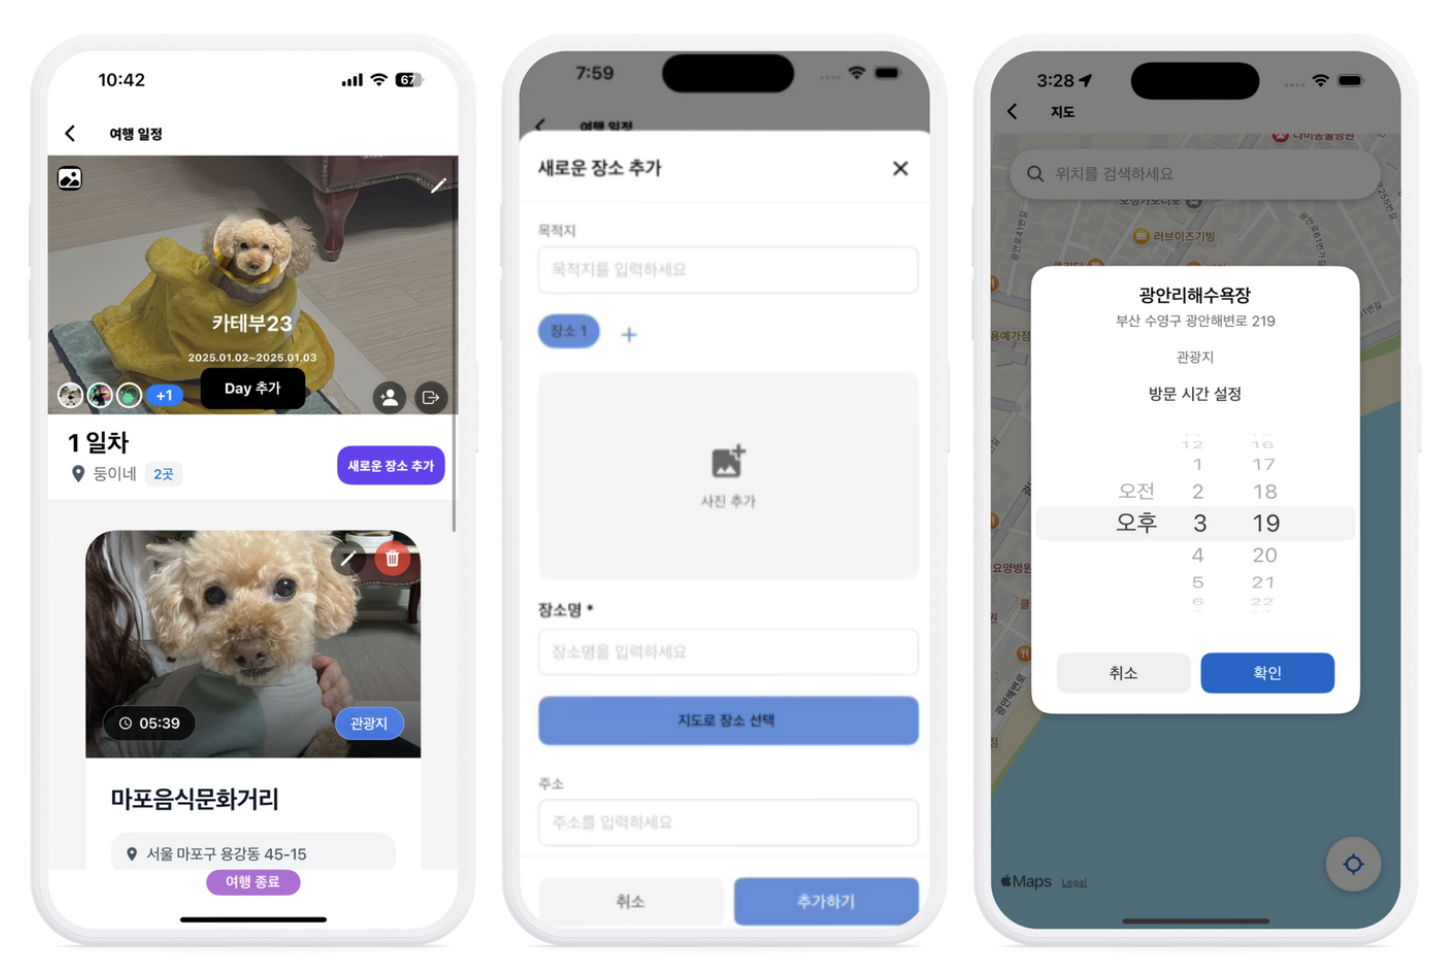 10:42
67
여행 일정
카테부23
2025.01.02~2025.01.03
+1
Day 추가
1 일차
둥이네 2곳
새로운 장소 추가
05:39
관광지
마포음식문화거리
서울 마포구 용강동 45-15
여행 종료
7:59
여행 일정
새로운 장소 추가
목적지
목적지를 입력하세요
장소 1
+
사진 추가
장소명 *
장소명을 입력하세요
지도로 장소 선택
주소
주소를 입력하세요
취소
추가하기
3:28
지도
위치를 검색하세요
러브이즈기빙
광안리해수욕장
부산 수영구 광안해변로 219
관광지
방문 시간 설정
12 16
1 17
오전 2 18
오후 3 19
4 20
5 21
6 22
취소
확인
광안해변로
요양병원
Maps Legal